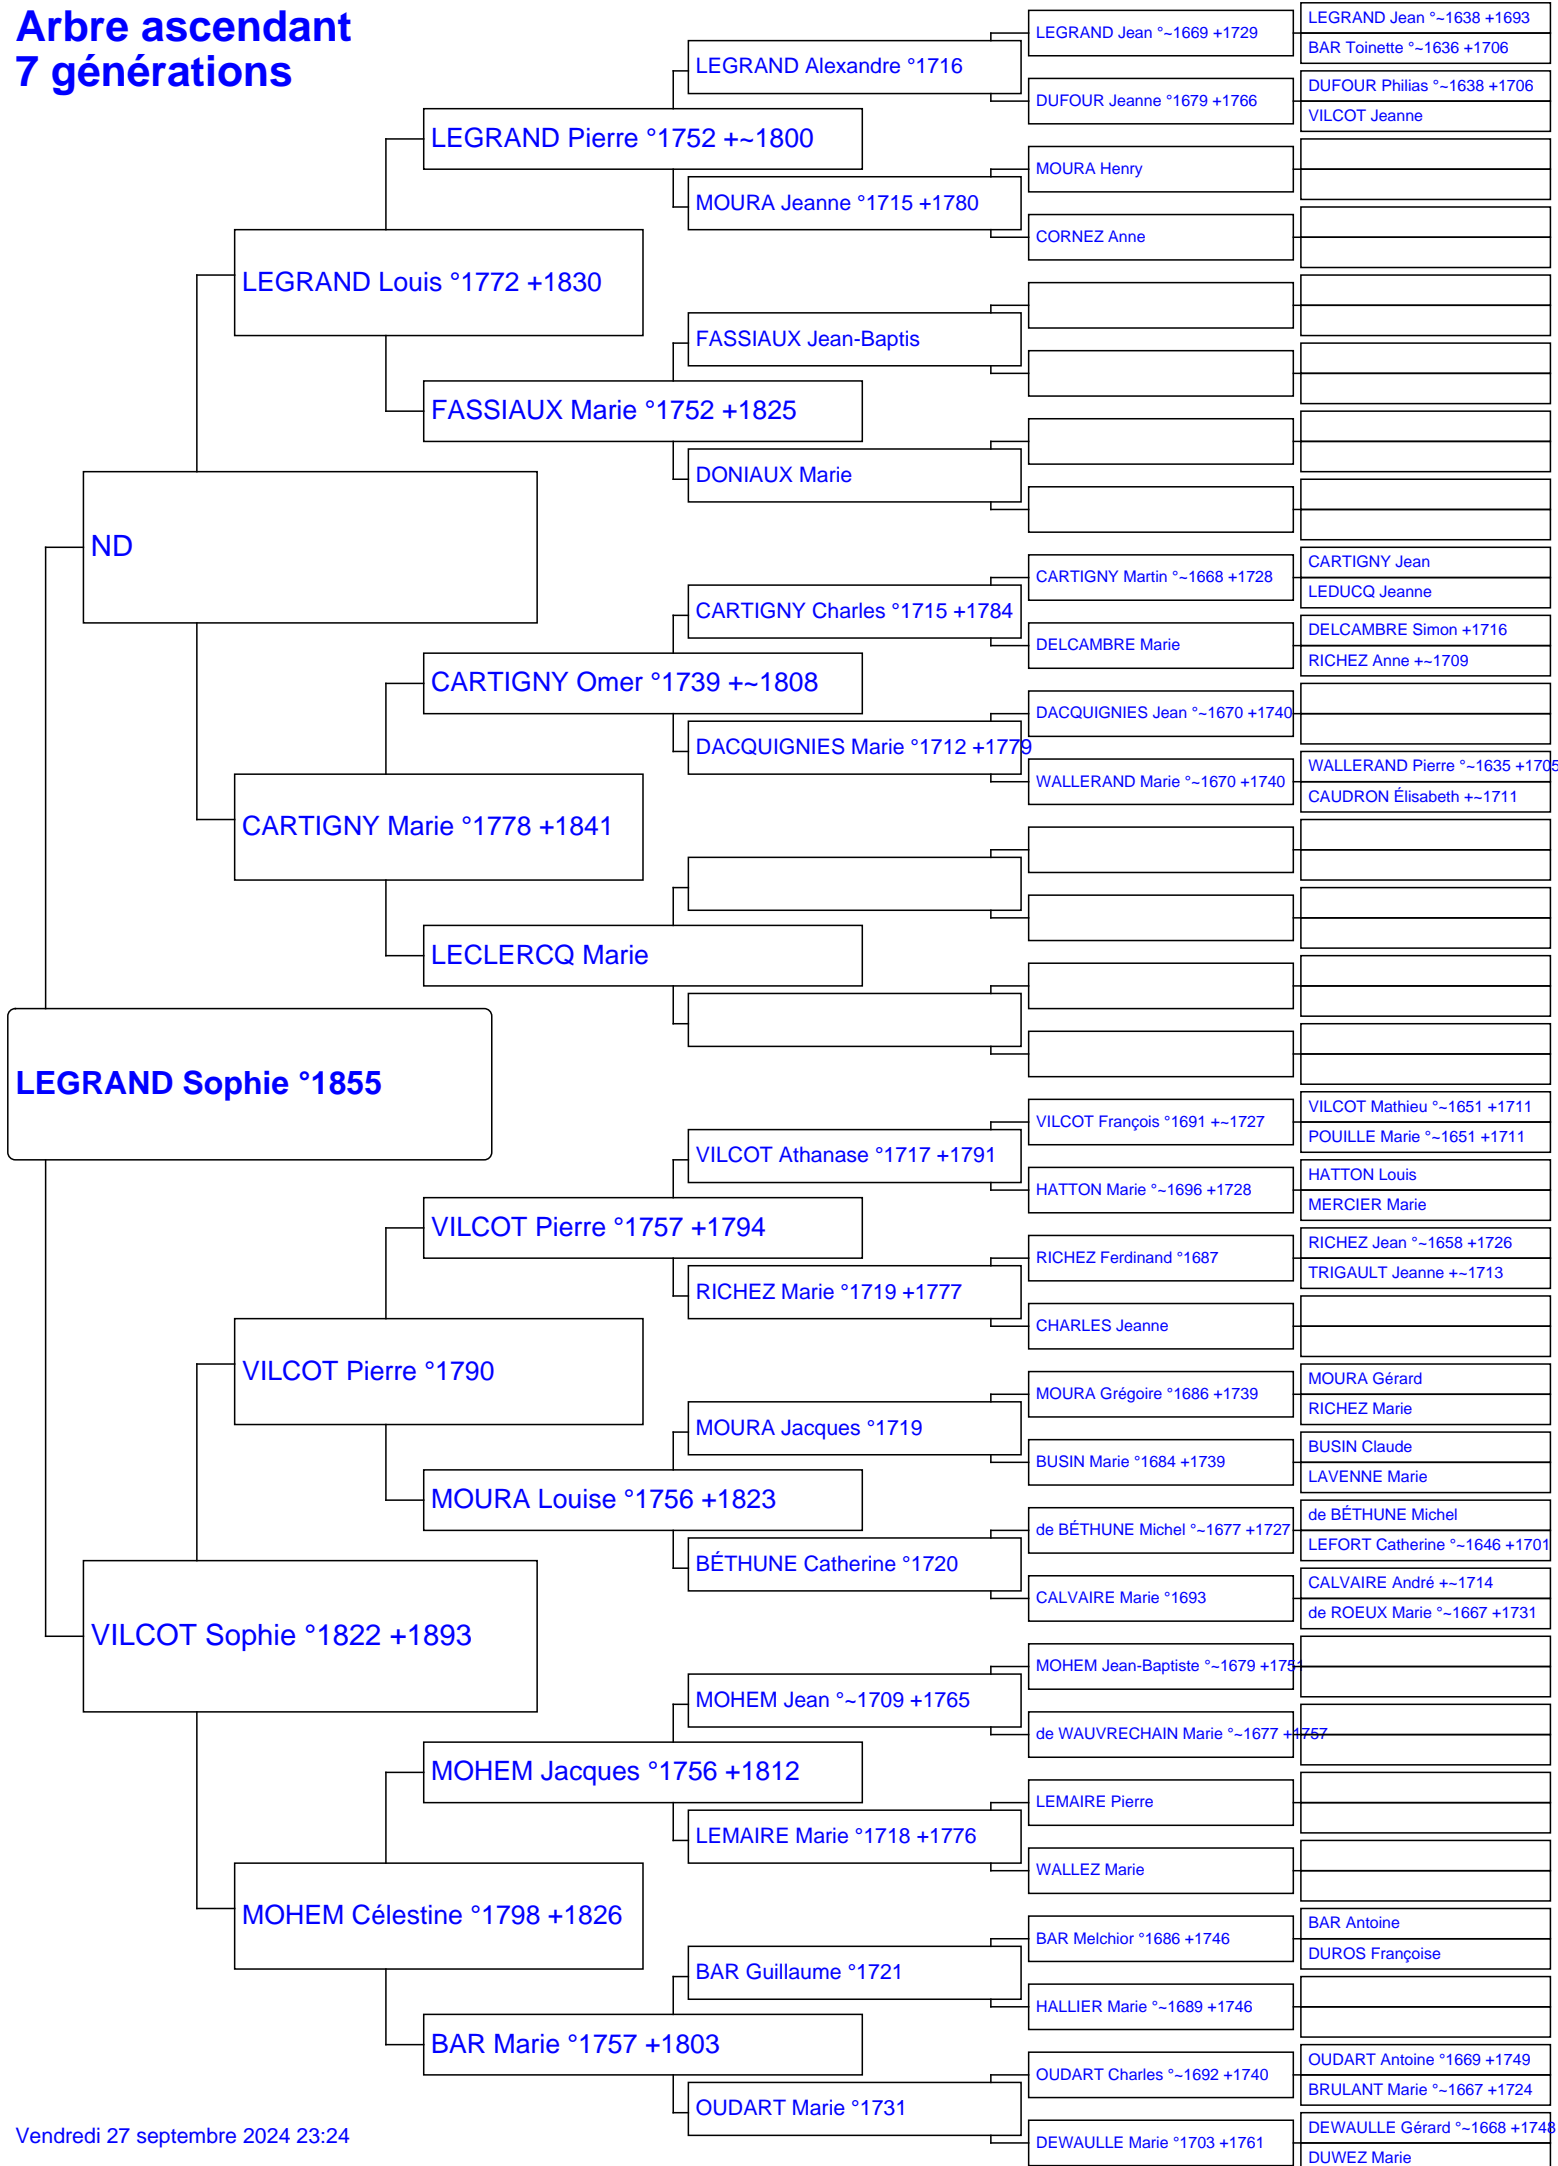 Arbre ascendant
7 générations
LEGRAND Sophie °1855
ND
VILCOT Sophie °1822 +1893
LEGRAND Louis °1772 +1830
CARTIGNY Marie °1778 +1841
VILCOT Pierre °1790
MOHEM Célestine °1798 +1826
LEGRAND Pierre °1752 +~1800
FASSIAUX Marie °1752 +1825
CARTIGNY Omer °1739 +~1808
LECLERCQ Marie
VILCOT Pierre °1757 +1794
MOURA Louise °1756 +1823
MOHEM Jacques °1756 +1812
BAR Marie °1757 +1803
LEGRAND Alexandre °1716
MOURA Jeanne °1715 +1780
FASSIAUX Jean-Baptis
DONIAUX Marie
CARTIGNY Charles °1715 +1784
DACQUIGNIES Marie °1712 +1779
VILCOT Athanase °1717 +1791
RICHEZ Marie °1719 +1777
MOURA Jacques °1719
BÉTHUNE Catherine °1720
MOHEM Jean °~1709 +1765
LEMAIRE Marie °1718 +1776
BAR Guillaume °1721
OUDART Marie °1731
LEGRAND Jean °~1669 +1729
DUFOUR Jeanne °1679 +1766
MOURA Henry
CORNEZ Anne
CARTIGNY Martin °~1668 +1728
DELCAMBRE Marie
DACQUIGNIES Jean °~1670 +1740
WALLERAND Marie °~1670 +1740
VILCOT François °1691 +~1727
HATTON Marie °~1696 +1728
RICHEZ Ferdinand °1687
CHARLES Jeanne
MOURA Grégoire °1686 +1739
BUSIN Marie °1684 +1739
de BÉTHUNE Michel °~1677 +1727
CALVAIRE Marie °1693
MOHEM Jean-Baptiste °~1679 +1751
de WAUVRECHAIN Marie °~1677 +1757
LEMAIRE Pierre
WALLEZ Marie
BAR Melchior °1686 +1746
HALLIER Marie °~1689 +1746
OUDART Charles °~1692 +1740
DEWAULLE Marie °1703 +1761
LEGRAND Jean °~1638 +1693
BAR Toinette °~1636 +1706
DUFOUR Philias °~1638 +1706
VILCOT Jeanne
CARTIGNY Jean
LEDUCQ Jeanne
DELCAMBRE Simon +1716
RICHEZ Anne +~1709
WALLERAND Pierre °~1635 +1705
CAUDRON Élisabeth +~1711
VILCOT Mathieu °~1651 +1711
POUILLE Marie °~1651 +1711
HATTON Louis
MERCIER Marie
RICHEZ Jean °~1658 +1726
TRIGAULT Jeanne +~1713
MOURA Gérard
RICHEZ Marie
BUSIN Claude
LAVENNE Marie
de BÉTHUNE Michel
LEFORT Catherine °~1646 +1701
CALVAIRE André +~1714
de ROEUX Marie °~1667 +1731
BAR Antoine
DUROS Françoise
OUDART Antoine °1669 +1749
BRULANT Marie °~1667 +1724
DEWAULLE Gérard °~1668 +1748
DUWEZ Marie
Vendredi 27 septembre 2024 23:24